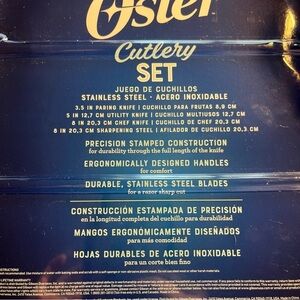 Oster
Cutlery
SET
JUEGO DE CUCHILLOS
STAINLESS STEEL - ACERO INOXIDABLE
3.5 IN PARING KNIFE | CUCHILLO PARA FRUTAS 8,9 CM
5 IN 12,7 CM UTILITY KNIFE | CUCHILLO MULTIUSOS 12,7 CM
8 IN 20,3 CM CHEF KNIFE | CUCHILLO DE CHEF 20,3 CM
8 IN 20,3 CM SHARPENING STEEL | AFILADOR DE CUCHILLO 20,3 CM
PRECISION STAMPED CONSTRUCTION
for durability through the full length of the knife
ERGONOMICALLY DESIGNED HANDLES
for comfort
DURABLE, STAINLESS STEEL BLADES
for a razor sharp cut
CONSTRUCCIÓN ESTAMPADA DE PRECISIÓN
en la longitud completa del cuchillo para durabilidad
MANGOS ERGONÓMICAMENTE DISEÑADOS
para más comodidad
HOJAS DURABLES DE ACERO INOXIDABLE
para un corte bien fino